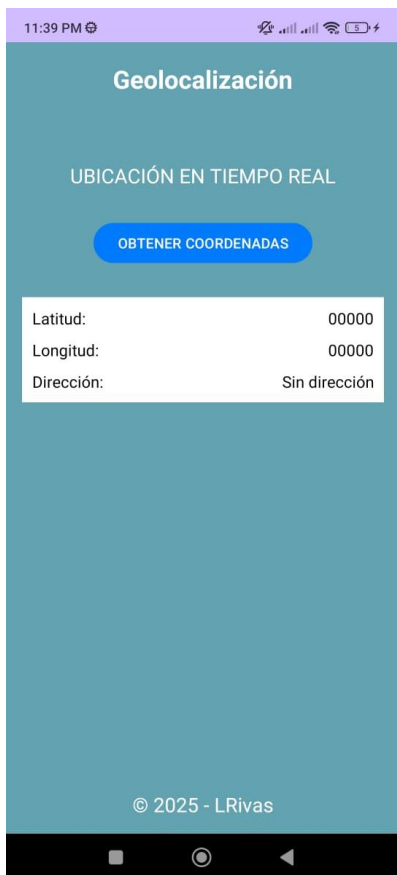 11:39 PM
5
Geolocalización
UBICACIÓN EN TIEMPO REAL
OBTENER COORDENADAS
Latitud: 00000
Longitud: 00000
Dirección: Sin dirección
© 2025 - LRivas